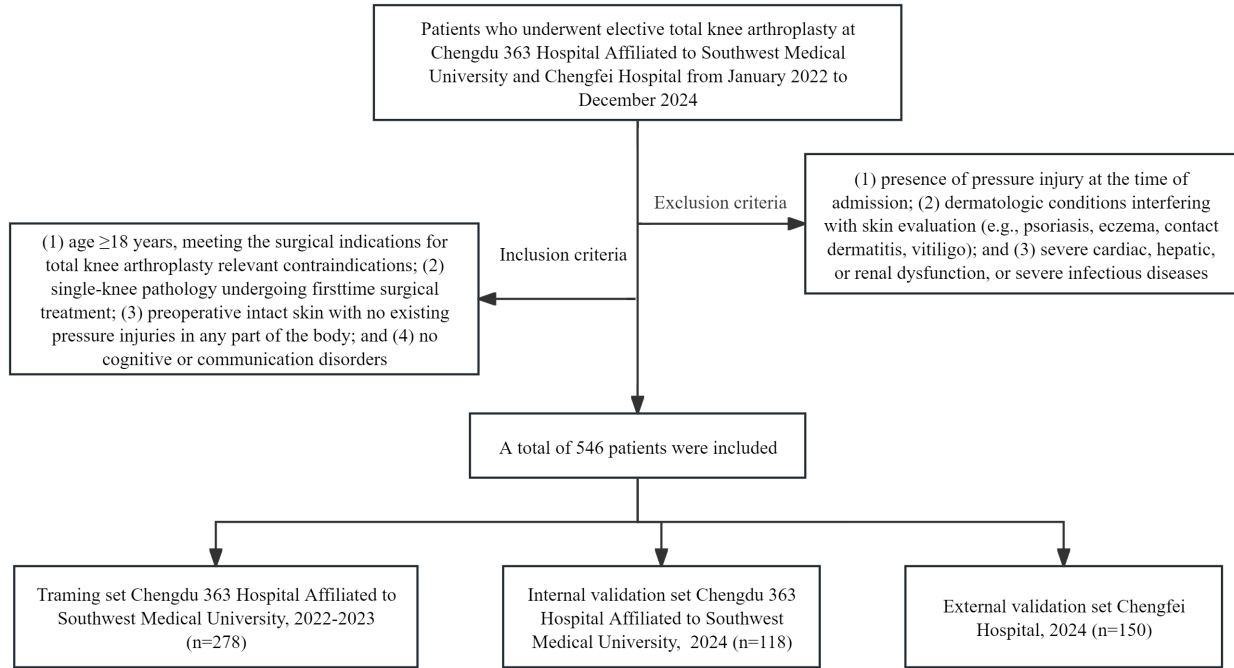 Patients who underwent elective total knee arthroplasty at
Chengdu 363 Hospital Affiliated to Southwest Medical
University and Chengfei Hospital from January 2022 to
December 2024
Exclusion criteria
(1) presence of pressure injury at the time of
admission; (2) dermatologic conditions interfering
with skin evaluation (e.g., psoriasis, eczema, contact
dermatitis, vitiligo); and (3) severe cardiac, hepatic,
or renal dysfunction, or severe infectious diseases
Inclusion criteria
(1) age ≥18 years, meeting the surgical indications for
total knee arthroplasty relevant contraindications; (2)
single-knee pathology undergoing firsttime surgical
treatment; (3) preoperative intact skin with no existing
pressure injuries in any part of the body; and (4) no
cognitive or communication disorders
A total of 546 patients were included
Traming set Chengdu 363 Hospital Affiliated to
Southwest Medical University, 2022-2023
(n=278)
Internal validation set Chengdu 363
Hospital Affiliated to Southwest
Medical University,  2024 (n=118)
External validation set Chengfei
Hospital, 2024 (n=150)